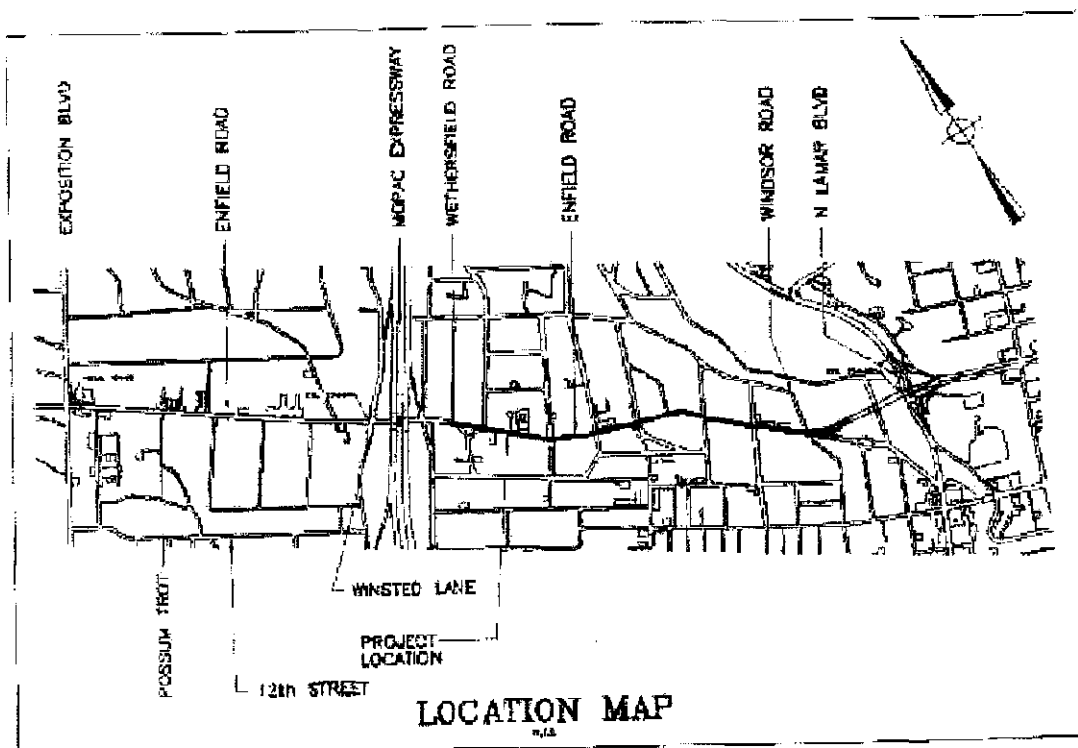 EXPOSITION BLVD
ENFIELD ROAD
MOPAC EXPRESSWAY
WETHERSFIELD ROAD
ENFIELD ROAD
WINDSOR ROAD
N LAMAR BLVD
POSSUM TROT
12th STREET
WINSTED LANE
PROJECT
LOCATION
LOCATION MAP